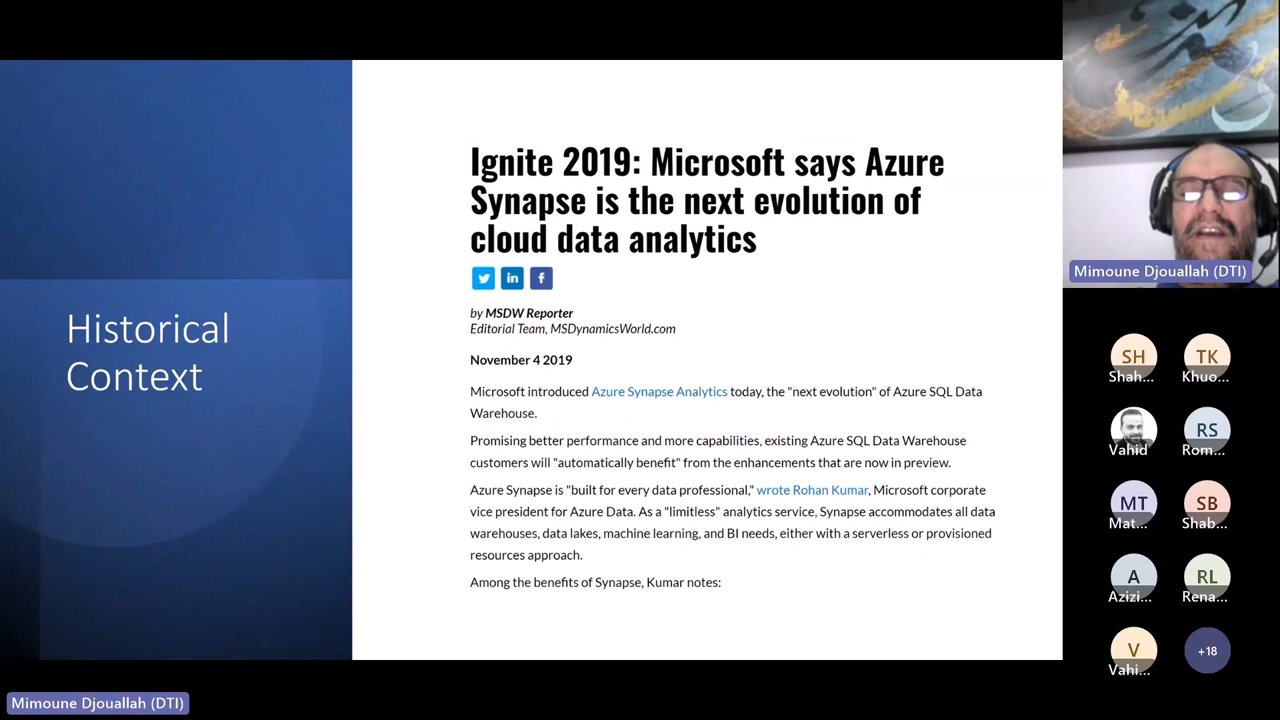 Historical
Context
Ignite 2019: Microsoft says Azure
Synapse is the next evolution of
cloud data analytics
in
f
by MSDW Reporter
Editorial Team, MSDynamicsWorld.com
November 4 2019
Microsoft introduced Azure Synapse Analytics today, the "next evolution" of Azure SQL Data
Warehouse.
Promising better performance and more capabilities, existing Azure SQL Data Warehouse
customers will "automatically benefit" from the enhancements that are now in preview.
Azure Synapse is "built for every data professional," wrote Rohan Kumar, Microsoft corporate
vice president for Azure Data. As a "limitless" analytics service, Synapse accommodates all data
warehouses, data lakes, machine learning, and BI needs, either with a serverless or provisioned
resources approach.
Among the benefits of Synapse, Kumar notes:
Mimoune Djouallah (DTI)
SH
Shah...
TK
Khuo...
Vahid
RS
Rom...
MT
Mat...
SB
Shab...
A
Azizi...
RL
Rena...
V
Vahi...
+18
Mimoune Djouallah (DTI)